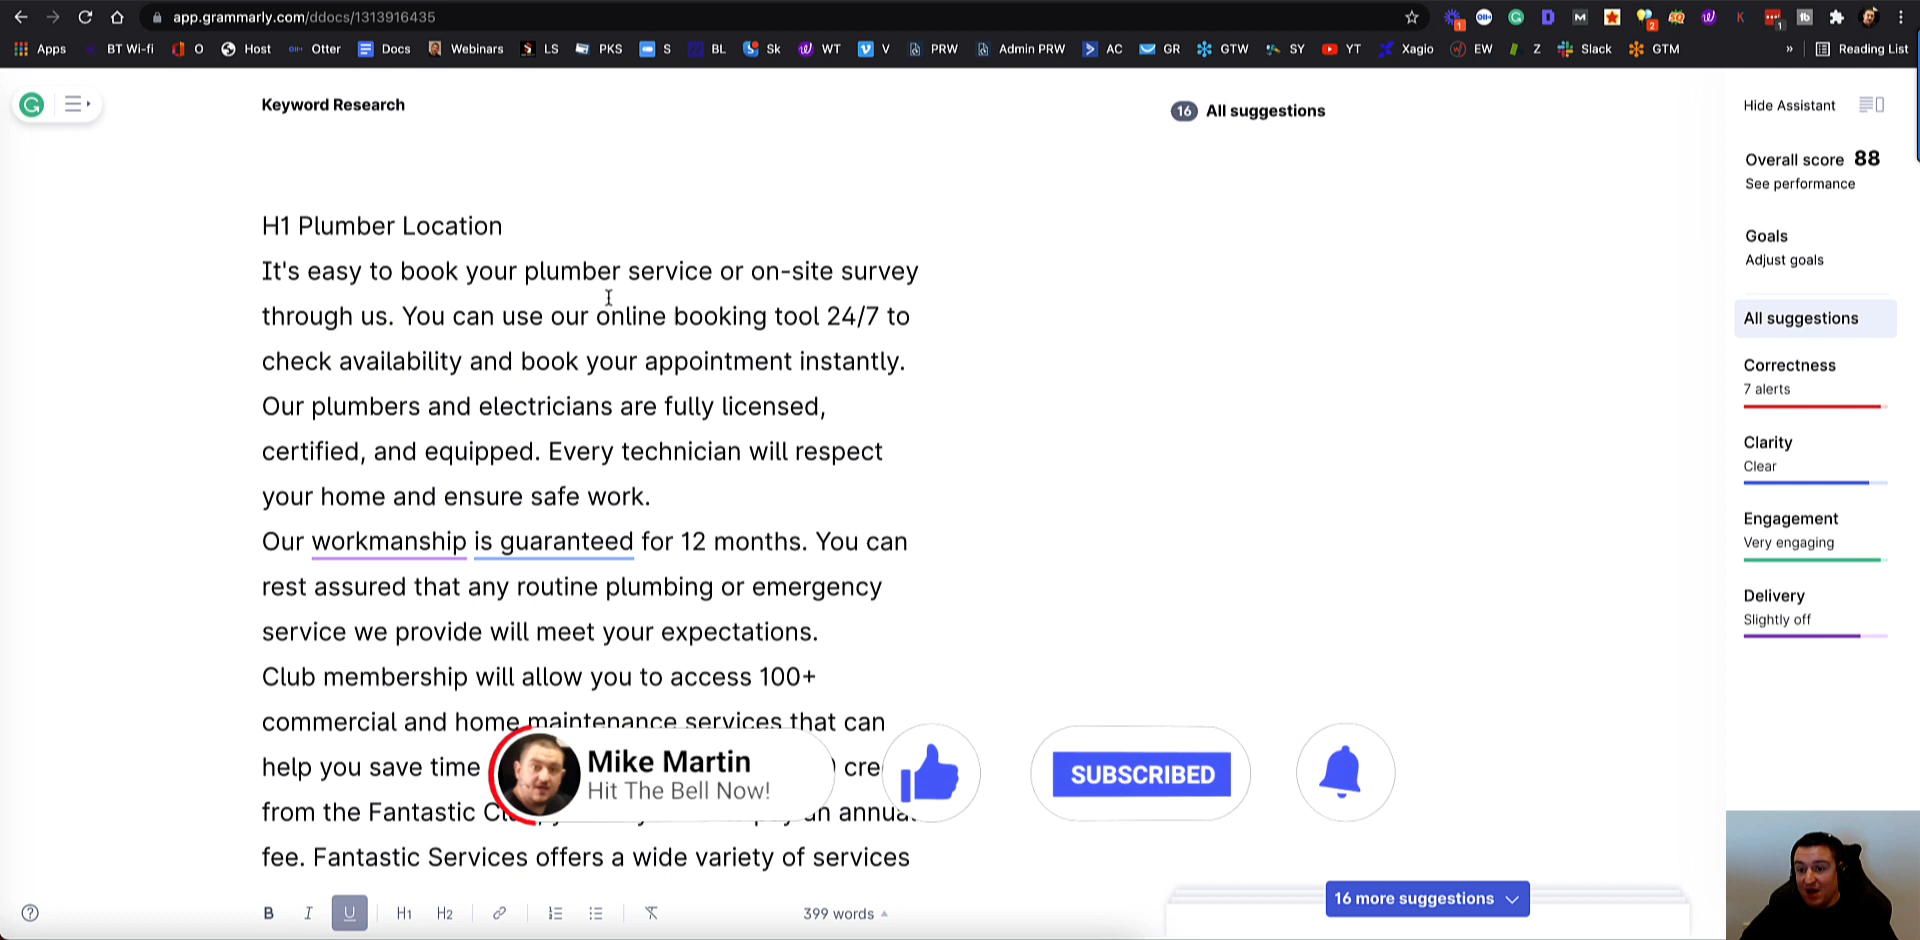 app.grammarly.com/ddocs/1313916435
Apps BT Wi-fi O Host Otter Docs Webinars LS PKS S BL Sk WT V PRW Admin PRW AC GR GTW SY YT Xagio EW Z Slack GTM » Reading List
Keyword Research
16 All suggestions
Hide Assistant
Overall score 88
See performance
Goals
Adjust goals
All suggestions
Correctness
7 alerts
Clarity
Clear
Engagement
Very engaging
Delivery
Slightly off
H1 Plumber Location
It's easy to book your plumber service or on-site survey
through us. You can use our online booking tool 24/7 to
check availability and book your appointment instantly.
Our plumbers and electricians are fully licensed,
certified, and equipped. Every technician will respect
your home and ensure safe work.
Our workmanship is guaranteed for 12 months. You can
rest assured that any routine plumbing or emergency
service we provide will meet your expectations.
Club membership will allow you to access 100+
commercial and home maintenance services that can
help you save time
from the Fantastic
fee. Fantastic Services offers a wide variety of services
Mike Martin
Hit The Bell Now!
SUBSCRIBED
B I U H1 H2
399 words
16 more suggestions